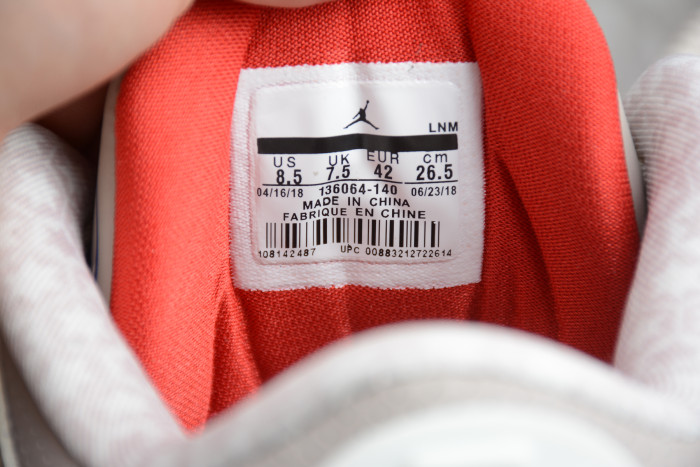 LNM
US UK EUR cm
8.5 7.5 42 26.5
04/16/18 136064-140 06/23/18
MADE IN CHINA
FABRIQUE EN CHINE
108142487 UPC 00883212722614